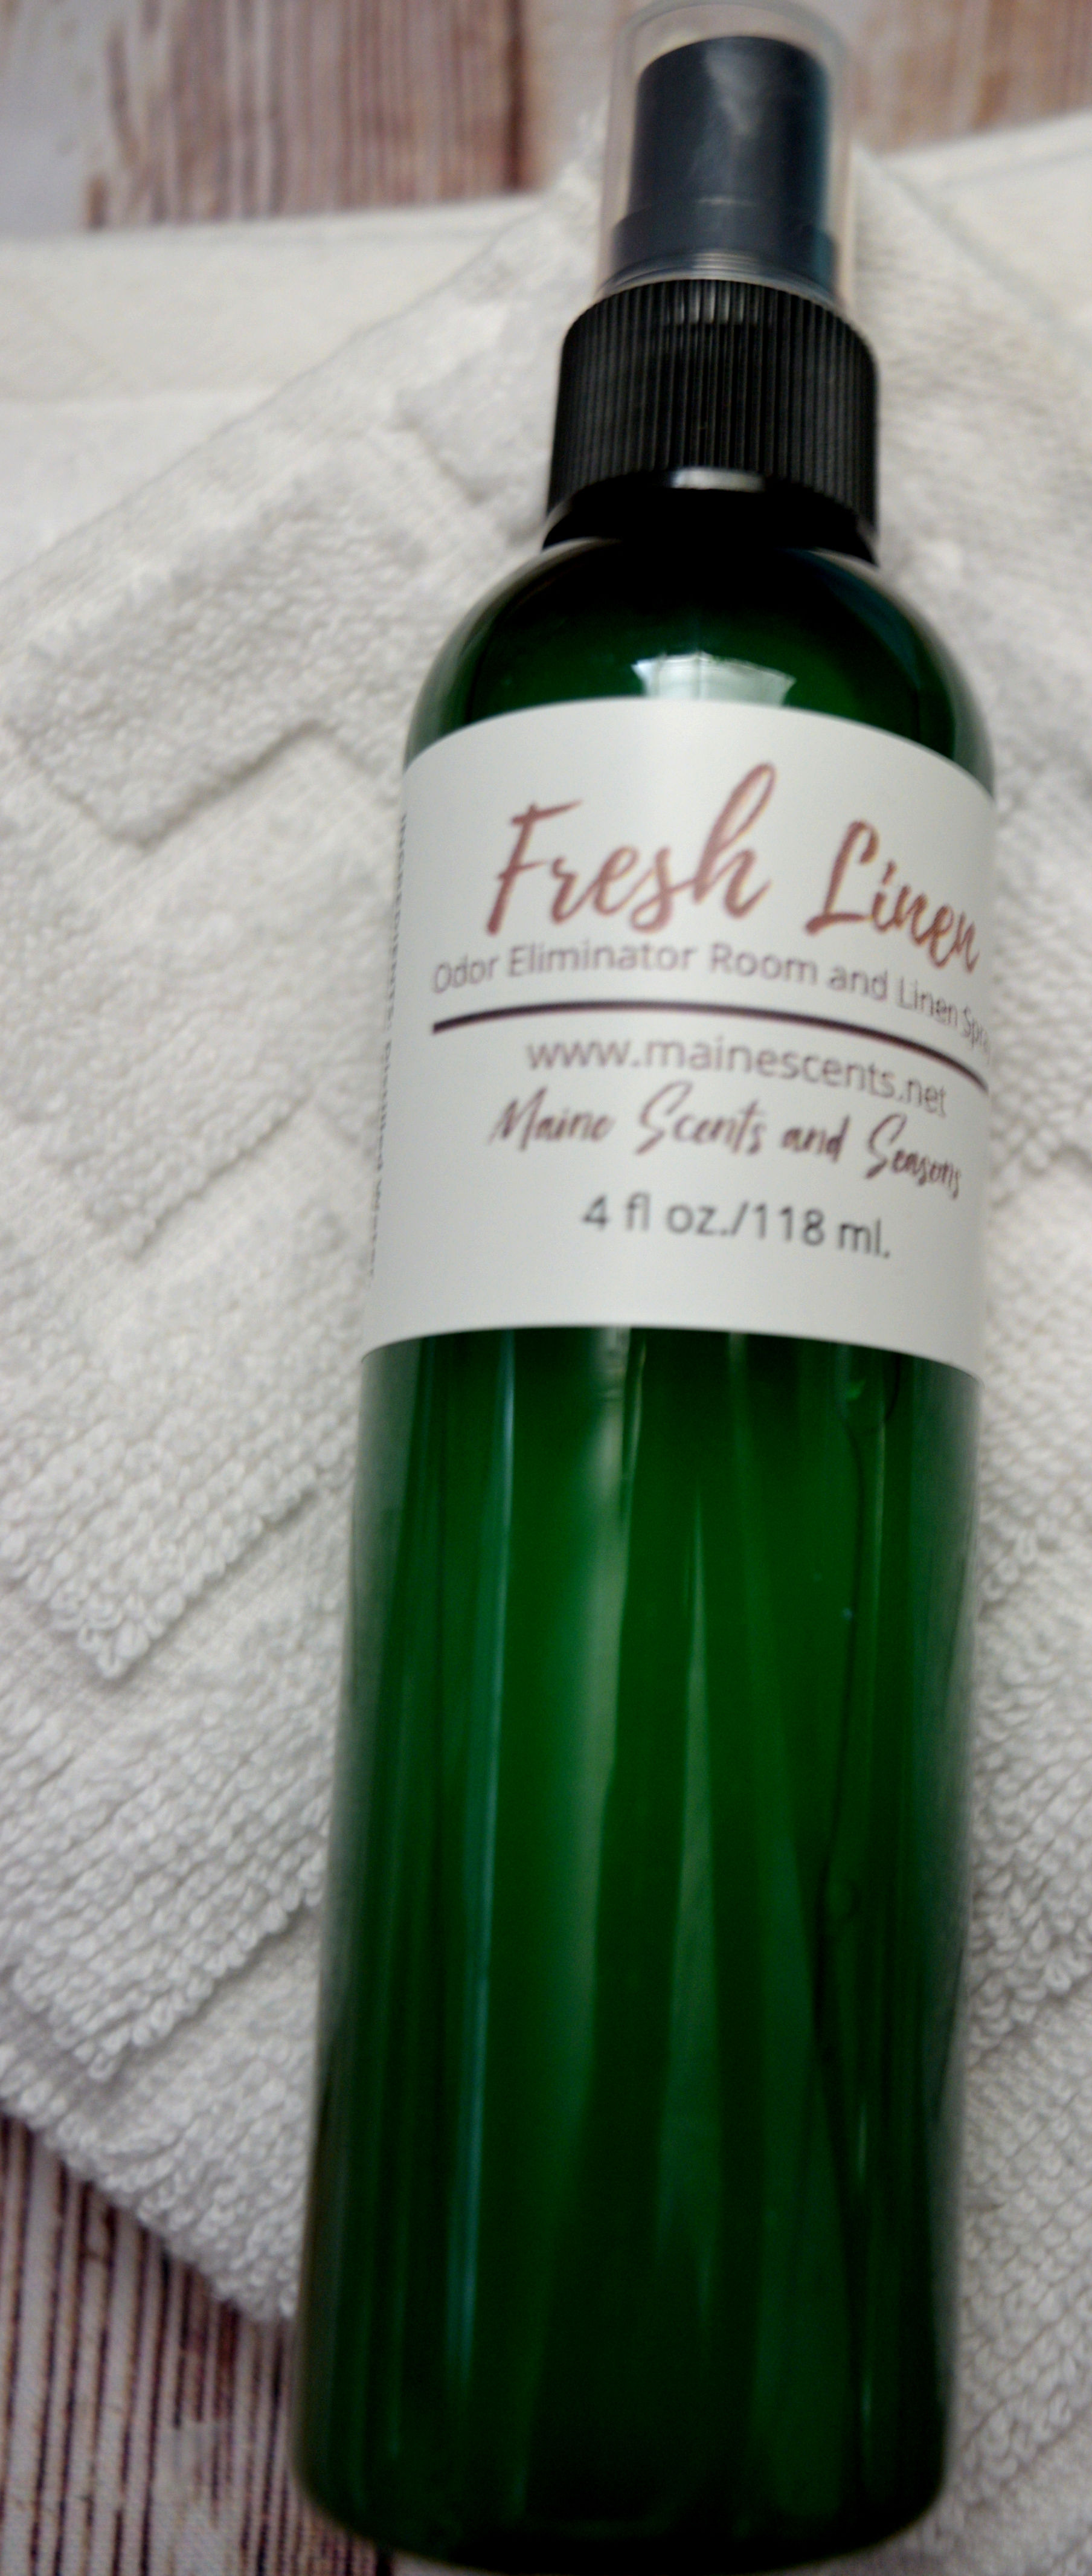 Fresh Linen
Odor Eliminator Room and Linen Spray
www.mainescents.net
Maine Scents and Seasons
4 fl oz./118 ml.